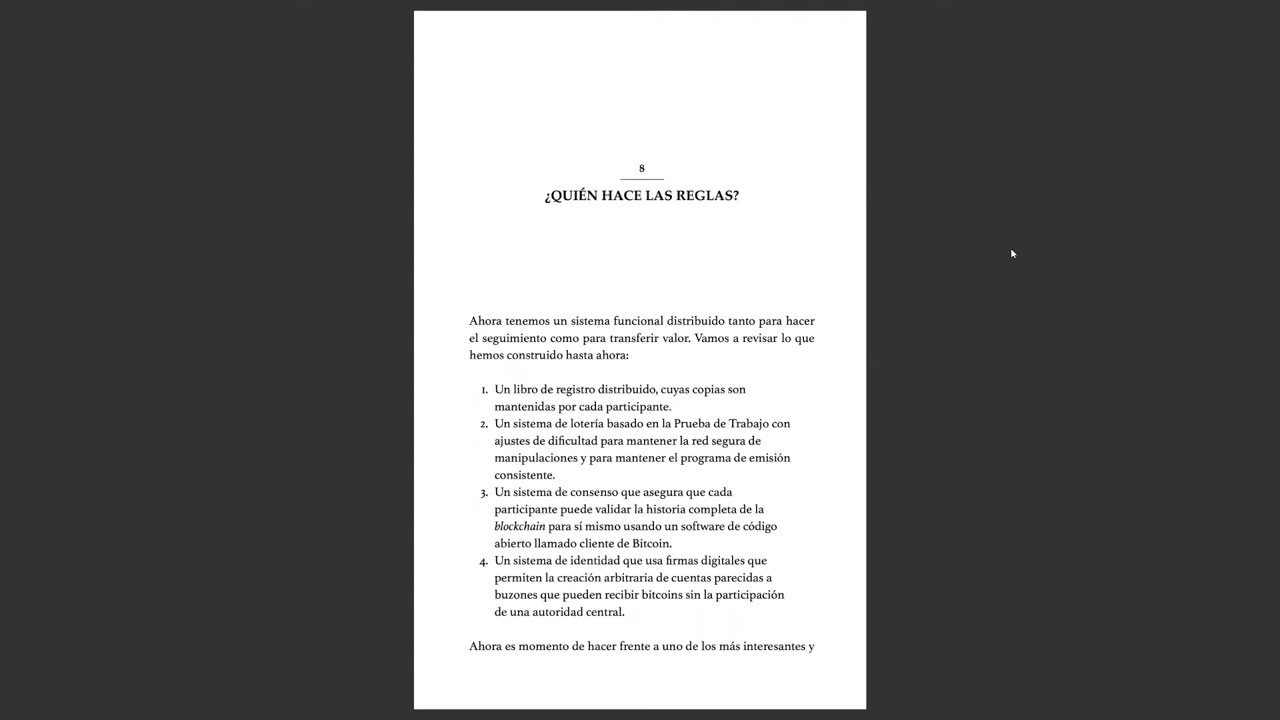 8
¿QUIÉN HACE LAS REGLAS?
Ahora tenemos un sistema funcional distribuido tanto para hacer
el seguimiento como para transferir valor. Vamos a revisar lo que
hemos construido hasta ahora:
1. Un libro de registro distribuido, cuyas copias son
mantenidas por cada participante.
2. Un sistema de lotería basado en la Prueba de Trabajo con
ajustes de dificultad para mantener la red segura de
manipulaciones y para mantener el programa de emisión
consistente.
3. Un sistema de consenso que asegura que cada
participante puede validar la historia completa de la
blockchain para sí mismo usando un software de código
abierto llamado cliente de Bitcoin.
4. Un sistema de identidad que usa firmas digitales que
permiten la creación arbitraria de cuentas parecidas a
buzones que pueden recibir bitcoins sin la participación
de una autoridad central.
Ahora es momento de hacer frente a uno de los más interesantes y